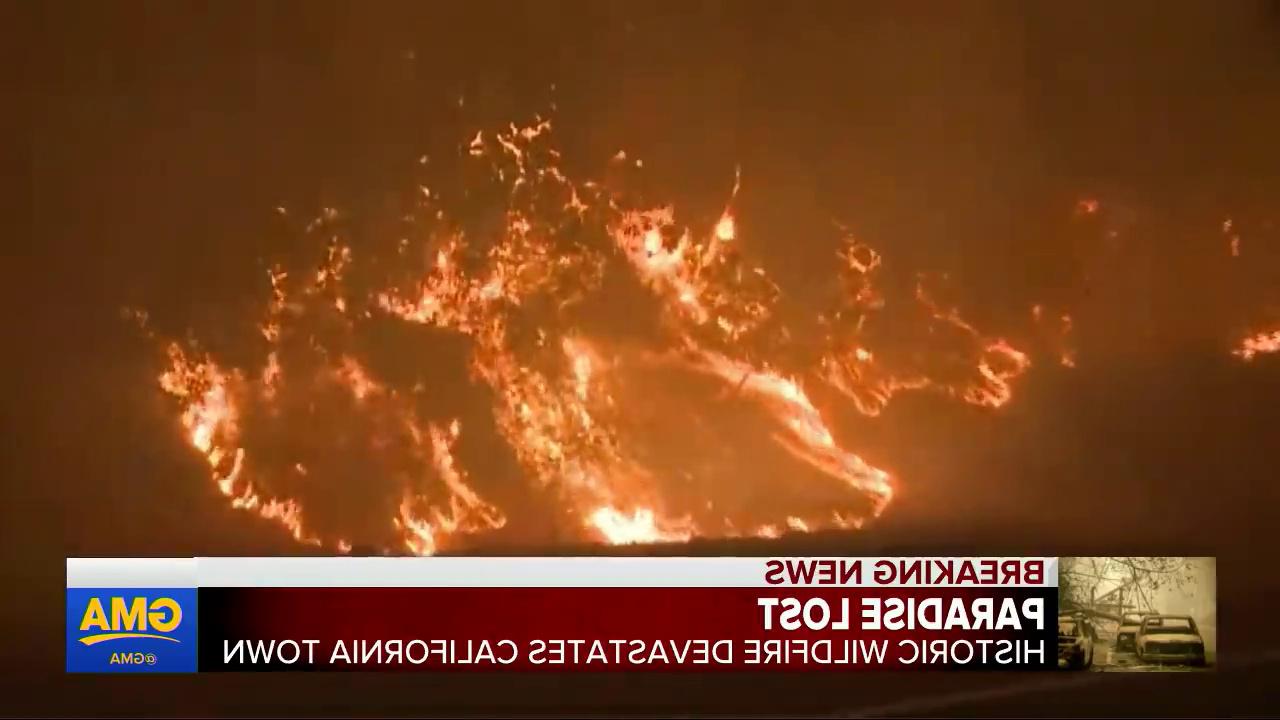 BREAKING NEWS
PARADISE LOST
HISTORIC WILDFIRE DEVASTATES CALIFORNIA TOWN
GMA
@GMA